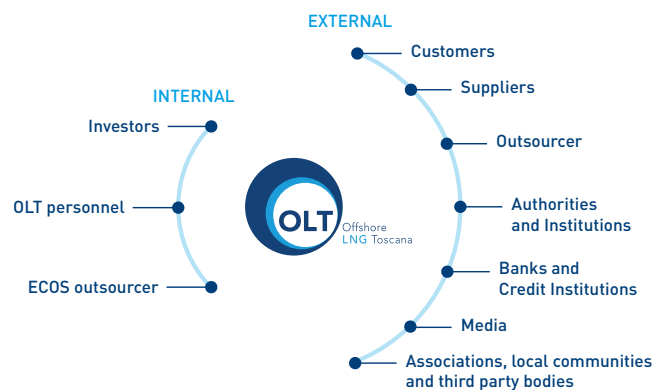 EXTERNAL
Customers
Suppliers
Outsourcer
Authorities
and Institutions
Banks and
Credit Institutions
Media
Associations, local communities
and third party bodies
INTERNAL
Investors
OLT personnel
ECOS outsourcer
OLT
Offshore
LNG Toscana